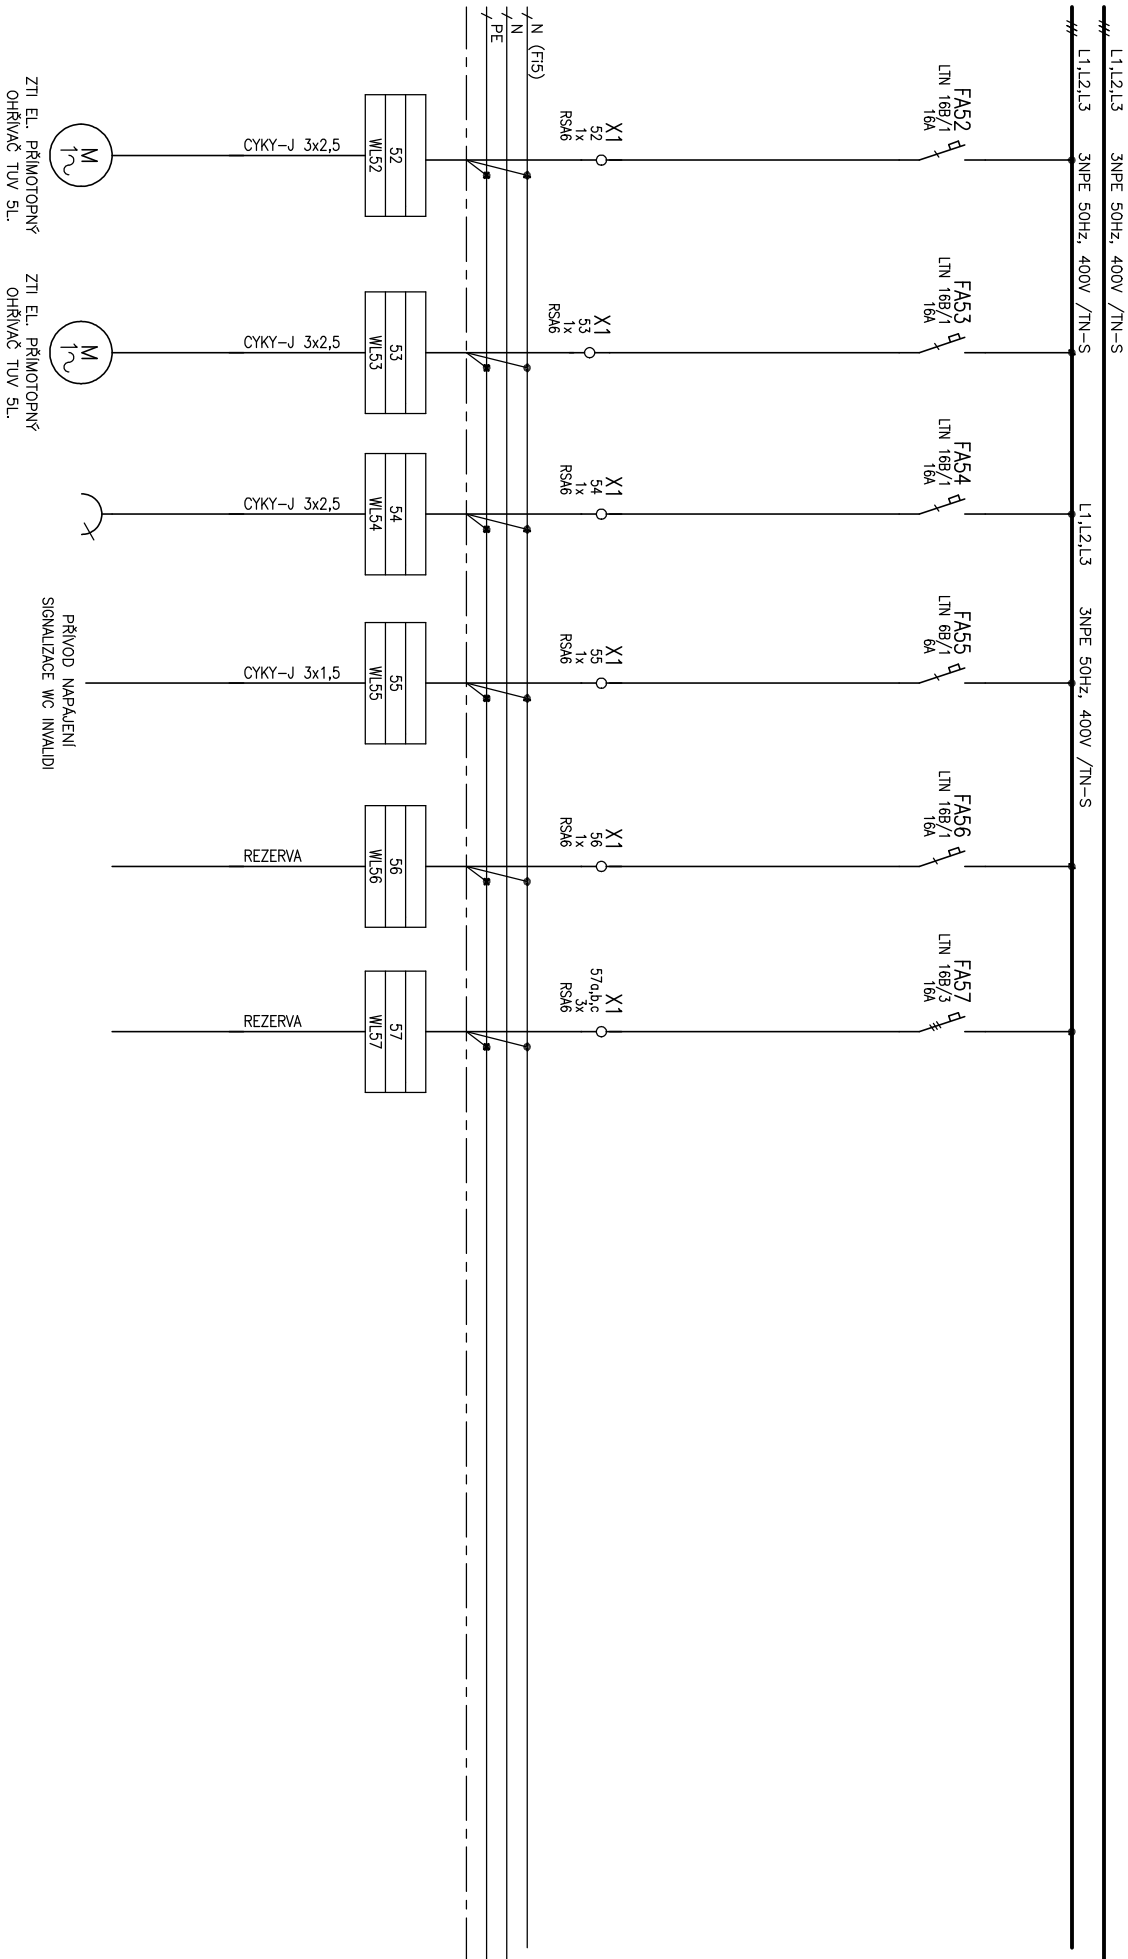 L1,L2,L3 3NPE 50Hz, 400V /TN-S
L1,L2,L3 3NPE 50Hz, 400V /TN-S
L1,L2,L3 3NPE 50Hz, 400V /TN-S
FA52
LTN 16B/1
16A
FA53
LTN 16B/1
16A
FA54
LTN 16B/1
16A
FA55
LTN 6B/1
6A
FA56
LTN 16B/1
16A
FA57
LTN 16B/3
16A
X1
52
1x
RSA6
X1
53
1x
RSA6
X1
54
1x
RSA6
X1
55
1x
RSA6
X1
56
1x
RSA6
X1
57a,b,c
3x
RSA6
N (Fi5)
N
PE
52
WL52
53
WL53
54
WL54
55
WL55
56
WL56
57
WL57
CYKY-J 3x2,5
CYKY-J 3x2,5
CYKY-J 3x2,5
CYKY-J 3x1,5
REZERVA
REZERVA
M
1~
M
1~
ZTI EL. PŘÍMOTOPNÝ
OHŘÍVAČ TUV 5L.
ZTI EL. PŘÍMOTOPNÝ
OHŘÍVAČ TUV 5L.
PŘÍVOD NAPÁJENÍ
SIGNALIZACE WC INVALIDI